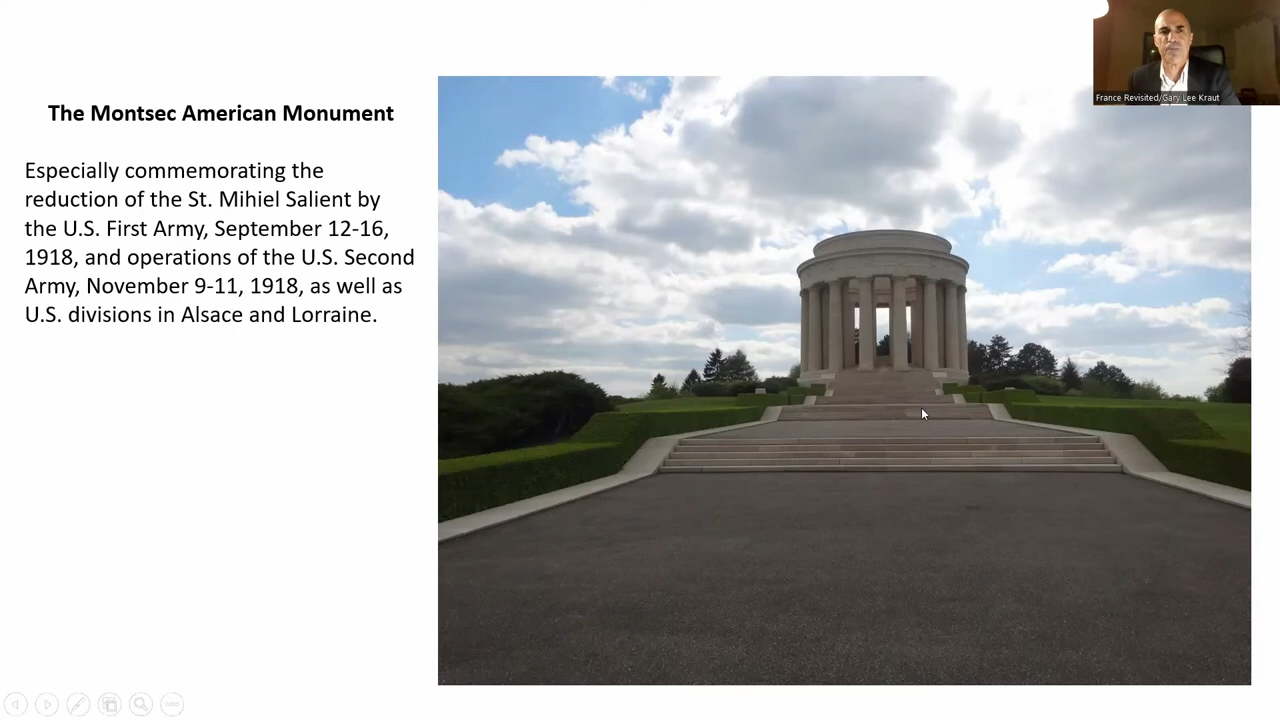 The Montsec American Monument
Especially commemorating the
reduction of the St. Mihiel Salient by
the U.S. First Army, September 12-16,
1918, and operations of the U.S. Second
Army, November 9-11, 1918, as well as
U.S. divisions in Alsace and Lorraine.
France Revisited/Gary Lee Kraut